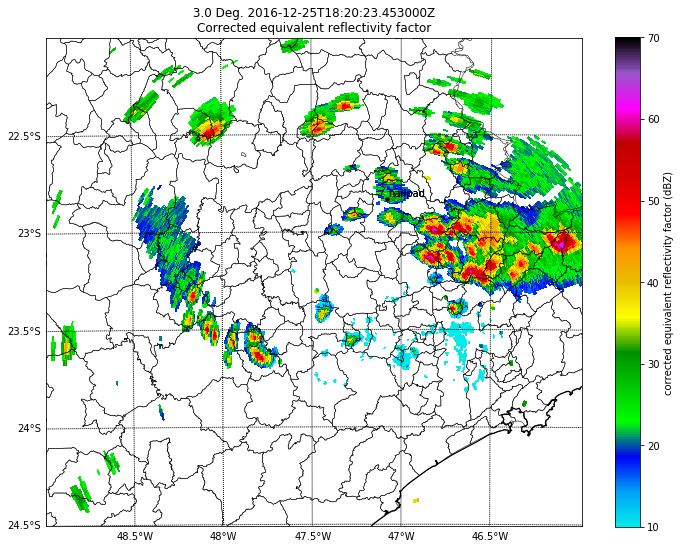 3.0 Deg. 2016-12-25T18:20:23.453000Z
Corrected equivalent reflectivity factor
22.5°S
23°S
23.5°S
24°S
24.5°S
48.5°W
48°W
47.5°W
47°W
46.5°W
70
60
50
40
30
20
10
corrected equivalent reflectivity factor (dBZ)